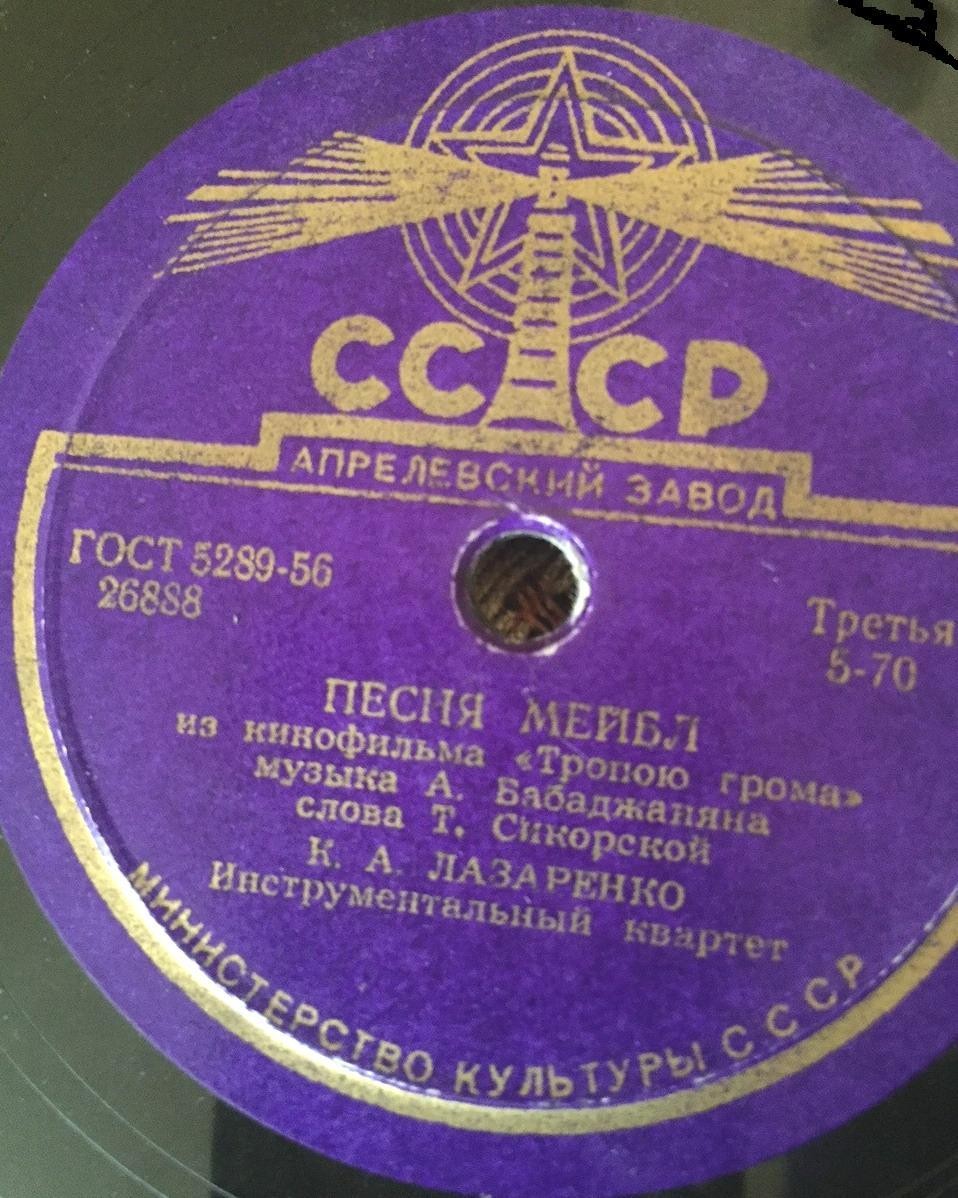 СССР
АПРЕЛЕВСКИЙ ЗАВОД
ГОСТ 5289-56
26888
Третья
5-70
ПЕСНЯ МЕЙБЛ
из кинофильма «Тропою грома»
музыка А. Бабаджаняна
слова Т. Сикорской
К. А. ЛАЗАРЕНКО
Инструментальный квартет
МИНИСТЕРСТВО КУЛЬТУРЫ СССР